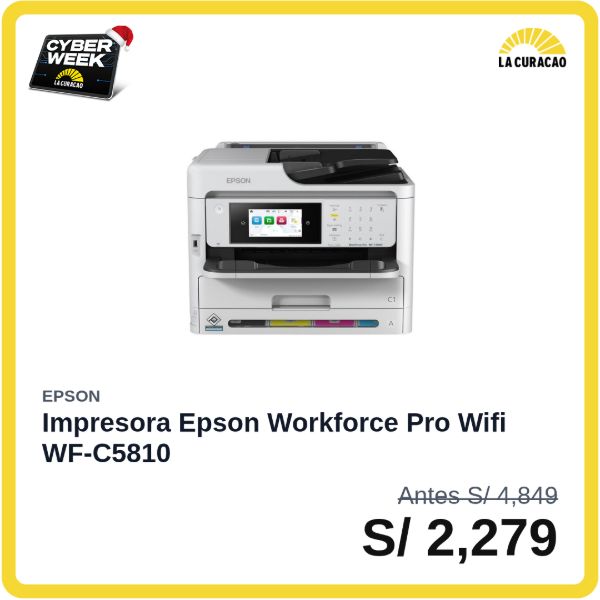 CYBER
WEEK
LA CURACAO
LA CURACAO
EPSON
C1
A
EPSON
Impresora Epson Workforce Pro Wifi
WF-C5810
Antes S/ 4,849
S/ 2,279